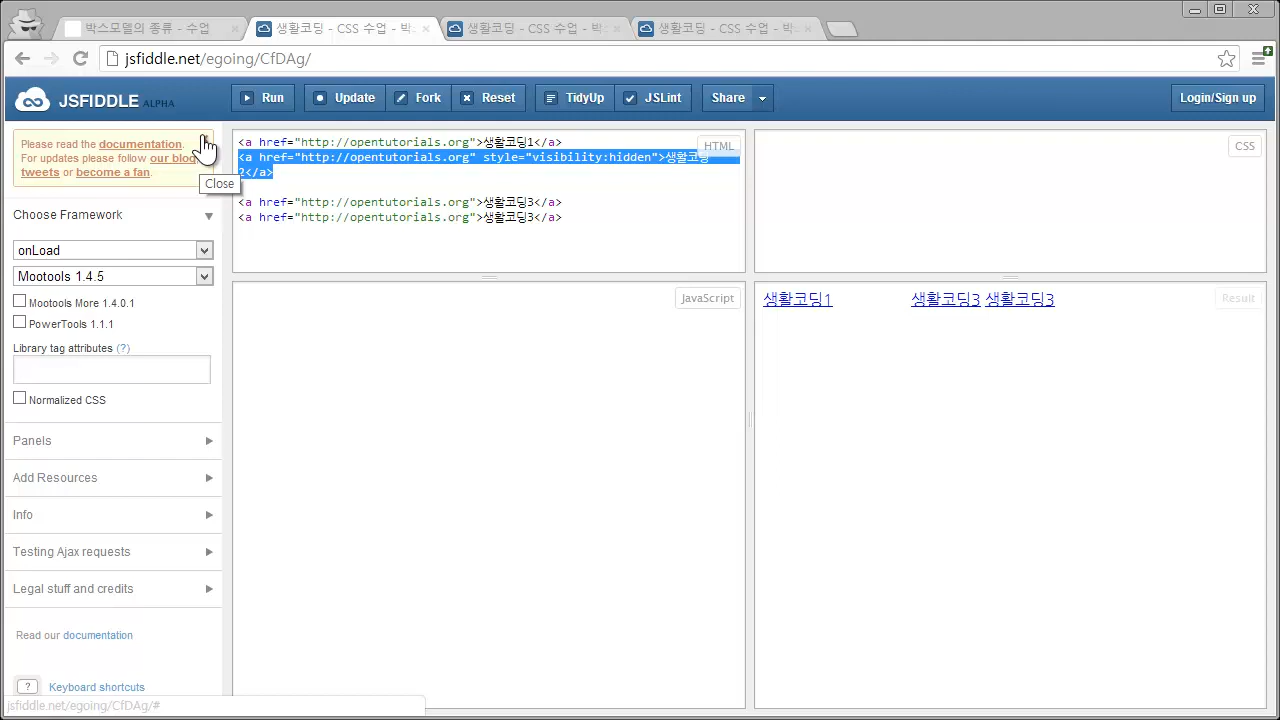 박스모델의 종류 - 수업
생활코딩 - CSS 수업 - 박
생활코딩 - CSS 수업 - 박
생활코딩 - CSS 수업 - 박
jsfiddle.net/egoing/CfDAg/
JSFIDDLE ALPHA
Run
Update
Fork
Reset
TidyUp
JSLint
Share
Login/Sign up
Please read the documentation.
For updates please follow our blog
tweets or become a fan.
Close
Choose Framework
onLoad
Mootools 1.4.5
Mootools More 1.4.0.1
PowerTools 1.1.1
Library tag attributes (?)
Normalized CSS
Panels
Add Resources
Info
Testing Ajax requests
Legal stuff and credits
Read our documentation
? Keyboard shortcuts
jsfiddle.net/egoing/CfDAg/#
<a href="http://opentutorials.org">생활코딩1</a>
<a href="http://opentutorials.org" style="visibility:hidden">생활코딩
2</a>
<a href="http://opentutorials.org">생활코딩3</a>
<a href="http://opentutorials.org">생활코딩3</a>
HTML
CSS
JavaScript
생활코딩1 생활코딩3 생활코딩3
Result